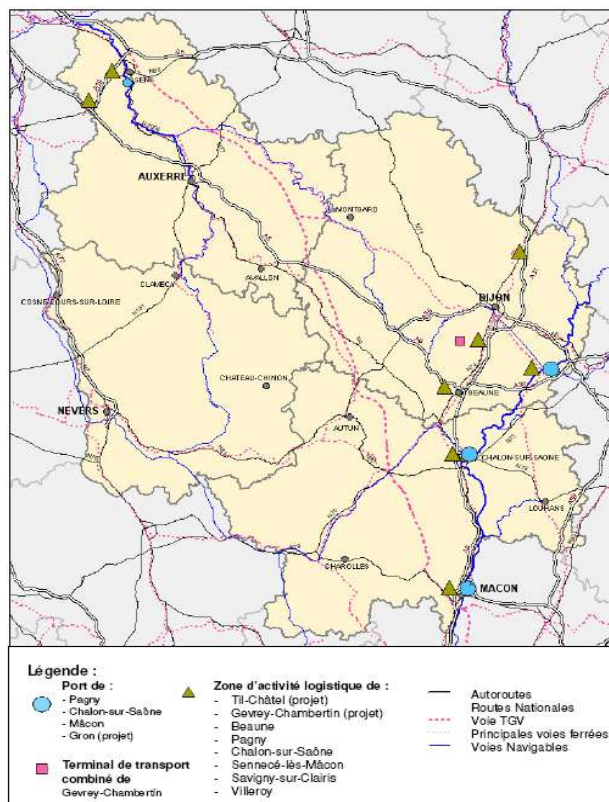 SENS
AUXERRE
MONTBARD
CLAMECY
AVALLON
COSNE-COURS-SUR-LOIRE
DIJON
CHATEAU-CHINON
BEAUNE
NEVERS
AUTUN
CHALON-SUR-SAONE
LOUHANS
CHAROLLES
MACON
Légende :
Port de :
- Pagny
- Chalon-sur-Saône
- Mâcon
- Gron (projet)
Terminal de transport
combiné de
Gevrey-Chambertin
Zone d'activité logistique de :
- Til-Châtel (projet)
- Gevrey-Chambertin (projet)
- Beaune
- Pagny
- Chalon-sur-Saône
- Sennecé-lès-Mâcon
- Savigny-sur-Clairis
- Villeroy
Autoroutes
Routes Nationales
Voie TGV
Principales voies ferrées
Voies Navigables